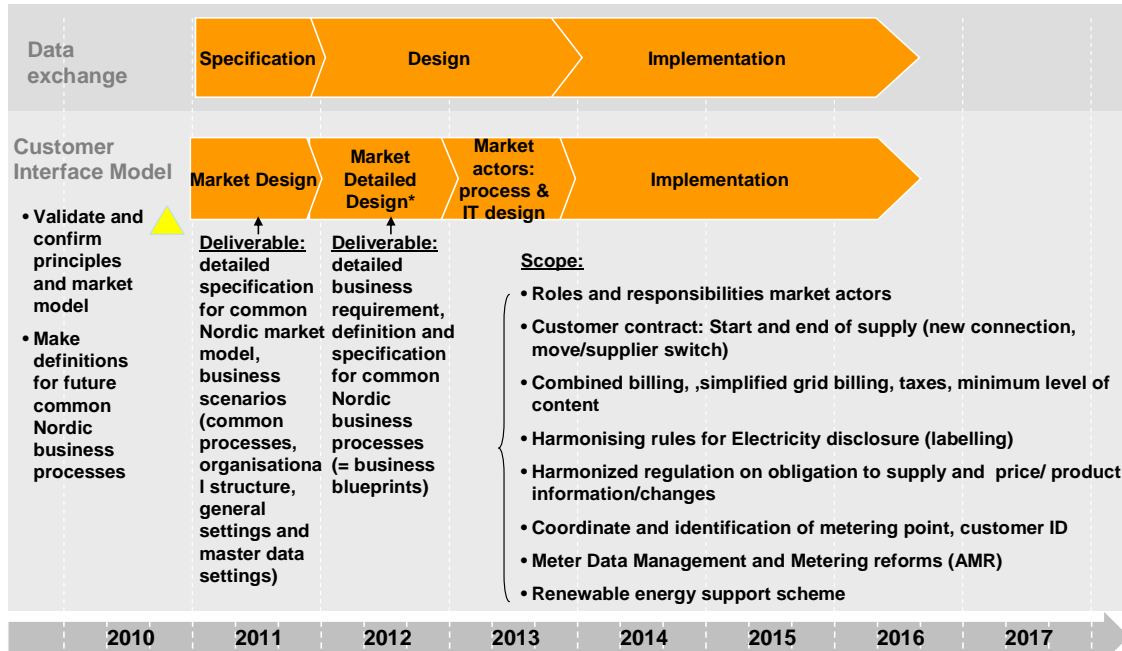 Data
exchange
Specification
Design
Implementation
Customer
Interface Model
Market Design
Market
Detailed
Design*
Market
actors:
process &
IT design
Implementation
• Validate and
confirm
principles
and market
model
• Make
definitions
for future
common
Nordic
business
processes
Deliverable:
detailed
specification
for common
Nordic market
model,
business
scenarios
(common
processes,
organisationa
l structure,
general
settings and
master data
settings)
Deliverable:
detailed
business
requirement,
definition and
specification
for common
Nordic
business
processes
(= business
blueprints)
Scope:
• Roles and responsibilities market actors
• Customer contract: Start and end of supply (new connection,
move/supplier switch)
• Combined billing, ,simplified grid billing, taxes, minimum level of
content
• Harmonising rules for Electricity disclosure (labelling)
• Harmonized regulation on obligation to supply and price/ product
information/changes
• Coordinate and identification of metering point, customer ID
• Meter Data Management and Metering reforms (AMR)
• Renewable energy support scheme
2010
2011
2012
2013
2014
2015
2016
2017